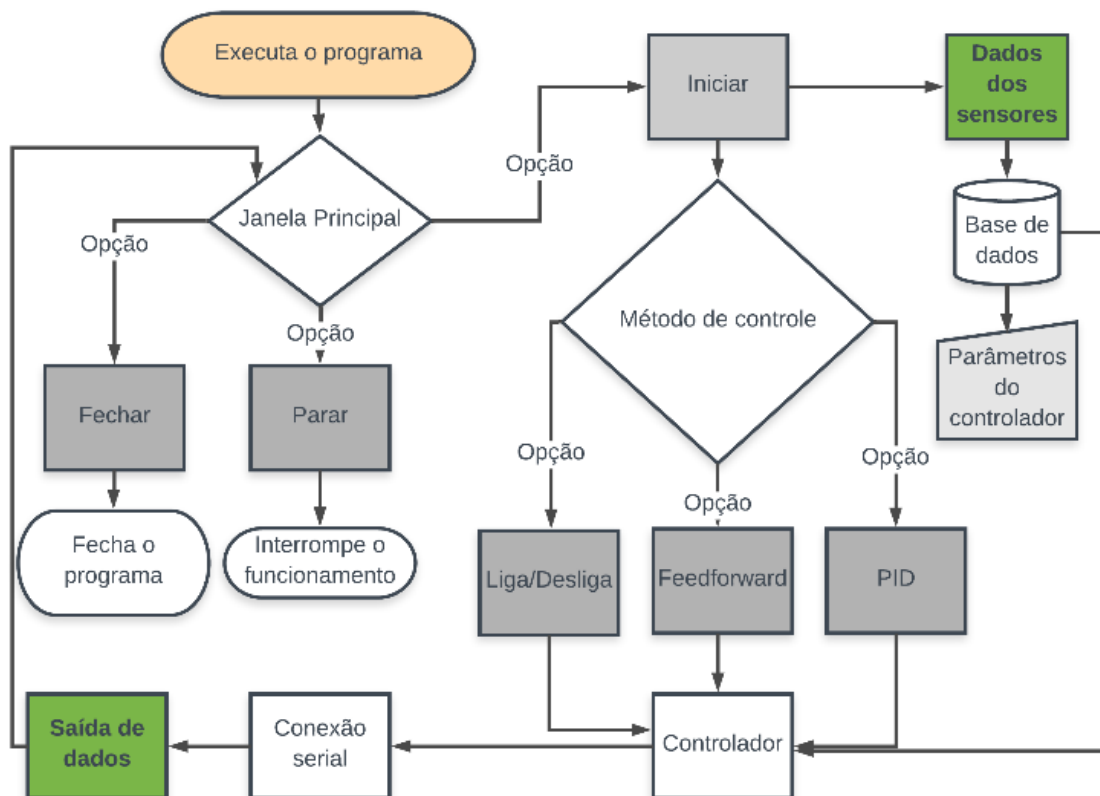 Executa o programa
Iniciar
Dados
dos
sensores
Opção
Janela Principal
Opção
Base de
dados
Opção
Método de controle
Parâmetros
do
controlador
Fechar
Parar
Opção
Opção
Opção
Fecha o
programa
Interrompe o
funcionamento
Liga/Desliga
Feedforward
PID
Saída de
dados
Conexão
serial
Controlador